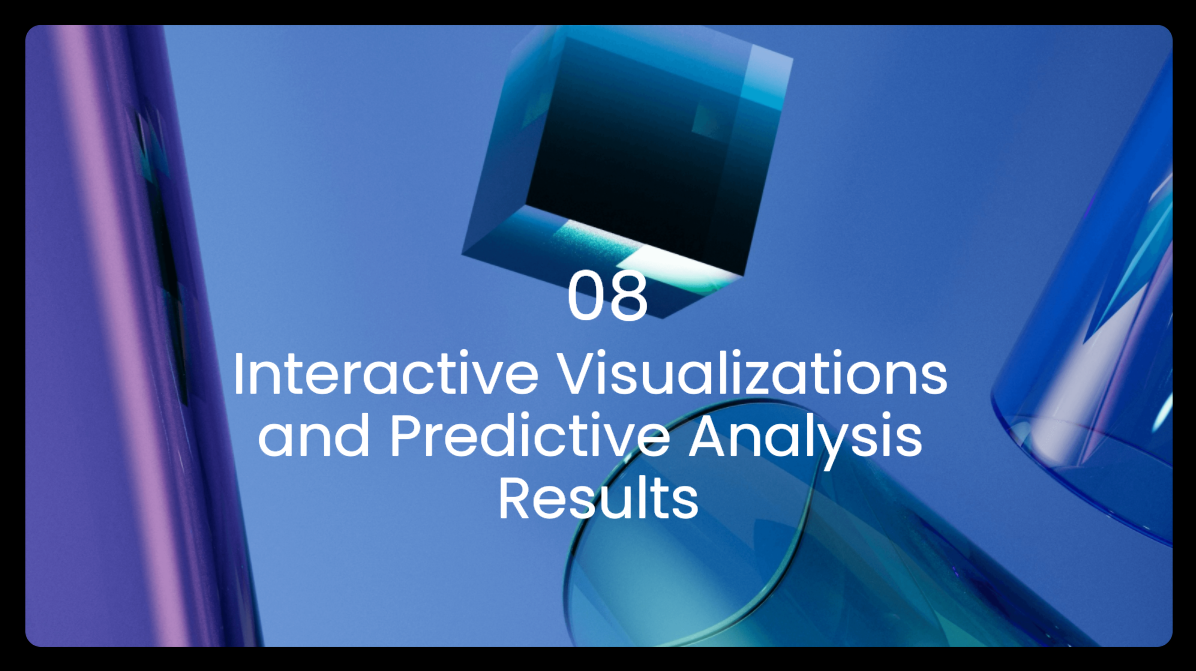 08
Interactive Visualizations
and Predictive Analysis
Results